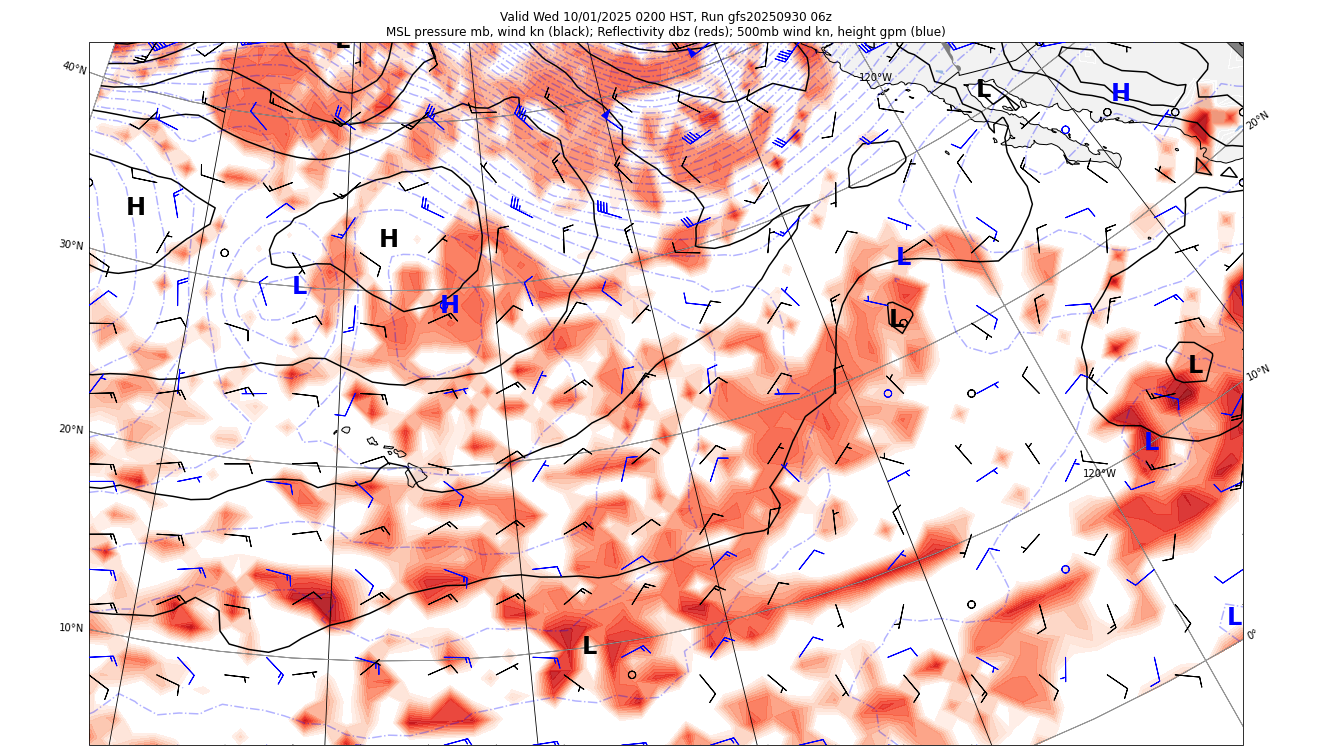 Valid Wed 10/01/2025 0200 HST, Run gfs20250930 06z
MSL pressure mb, wind kn (black); Reflectivity dbz (reds); 500mb wind kn, height gpm (blue)
L
40°N
120°W
L
H
20°N
H
H
30°N
L
L
H
L
L
10°N
20°N
L
120°W
10°N
L
L
0°